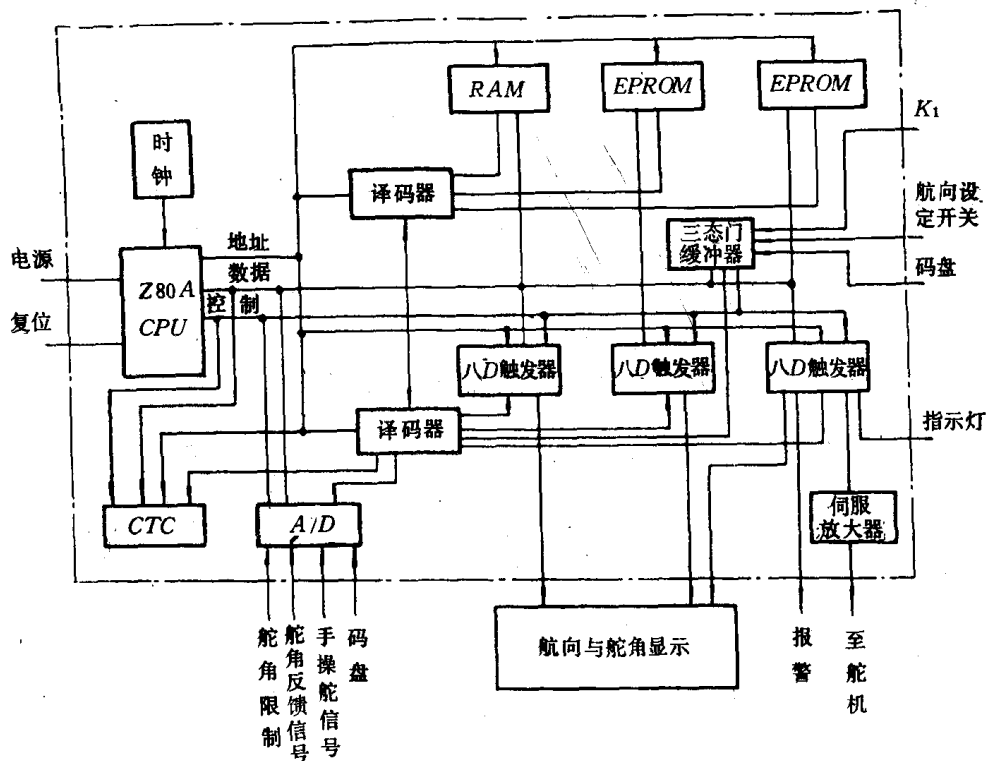 RAM
EPROM
EPROM
K1
时钟
译码器
航向设定开关
三态门缓冲器
码盘
电源
复位
Z80A
CPU
地址
数据
控制
八D触发器
八D触发器
八D触发器
译码器
指示灯
CTC
A/D
伺服放大器
舵角限制
舵角反馈信号
手操舵信号
码盘
航向与舵角显示
报警
至舵机